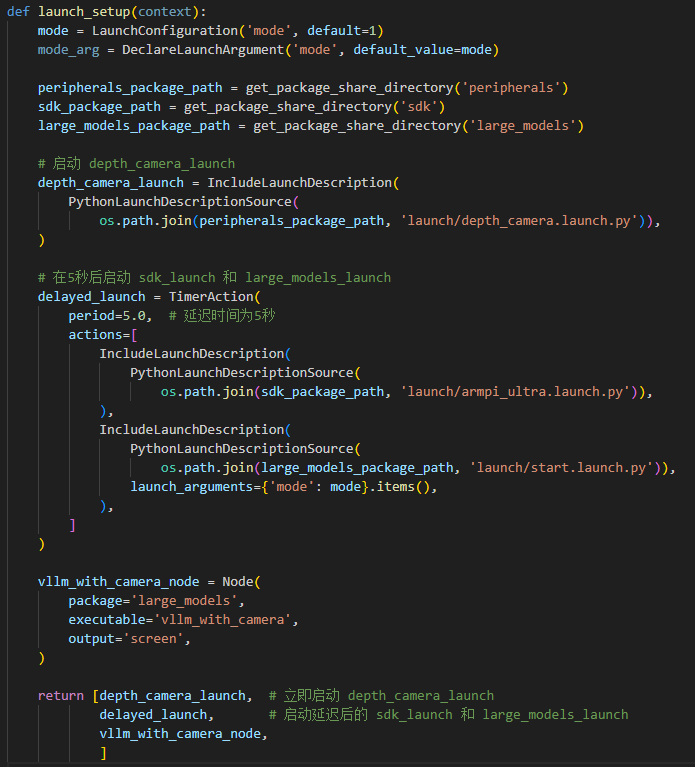 def launch_setup(context):
    mode = LaunchConfiguration('mode', default=1)
    mode_arg = DeclareLaunchArgument('mode', default_value=mode)

    peripherals_package_path = get_package_share_directory('peripherals')
    sdk_package_path = get_package_share_directory('sdk')
    large_models_package_path = get_package_share_directory('large_models')

    # 启动 depth_camera_launch
    depth_camera_launch = IncludeLaunchDescription(
        PythonLaunchDescriptionSource(
            os.path.join(peripherals_package_path, 'launch/depth_camera.launch.py')),
    )

    # 在5秒后启动 sdk_launch 和 large_models_launch
    delayed_launch = TimerAction(
        period=5.0,  # 延迟时间为5秒
        actions=[
            IncludeLaunchDescription(
                PythonLaunchDescriptionSource(
                    os.path.join(sdk_package_path, 'launch/armpi_ultra.launch.py')),
            ),
            IncludeLaunchDescription(
                PythonLaunchDescriptionSource(
                    os.path.join(large_models_package_path, 'launch/start.launch.py')),
                launch_arguments={'mode': mode}.items(),
            ),
        ]
    )

    vllm_with_camera_node = Node(
        package='large_models',
        executable='vllm_with_camera',
        output='screen',
    )

    return [depth_camera_launch,  # 立即启动 depth_camera_launch
            delayed_launch,       # 启动延迟后的 sdk_launch 和 large_models_launch
            vllm_with_camera_node,
            ]